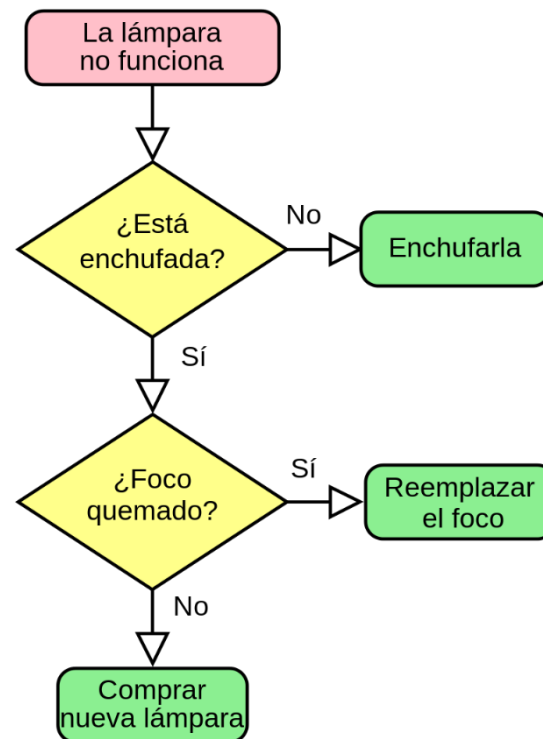 La lámpara
no funciona
¿Está
enchufada?
No
Enchufarla
Sí
¿Foco
quemado?
Sí
Reemplazar
el foco
No
Comprar
nueva lámpara